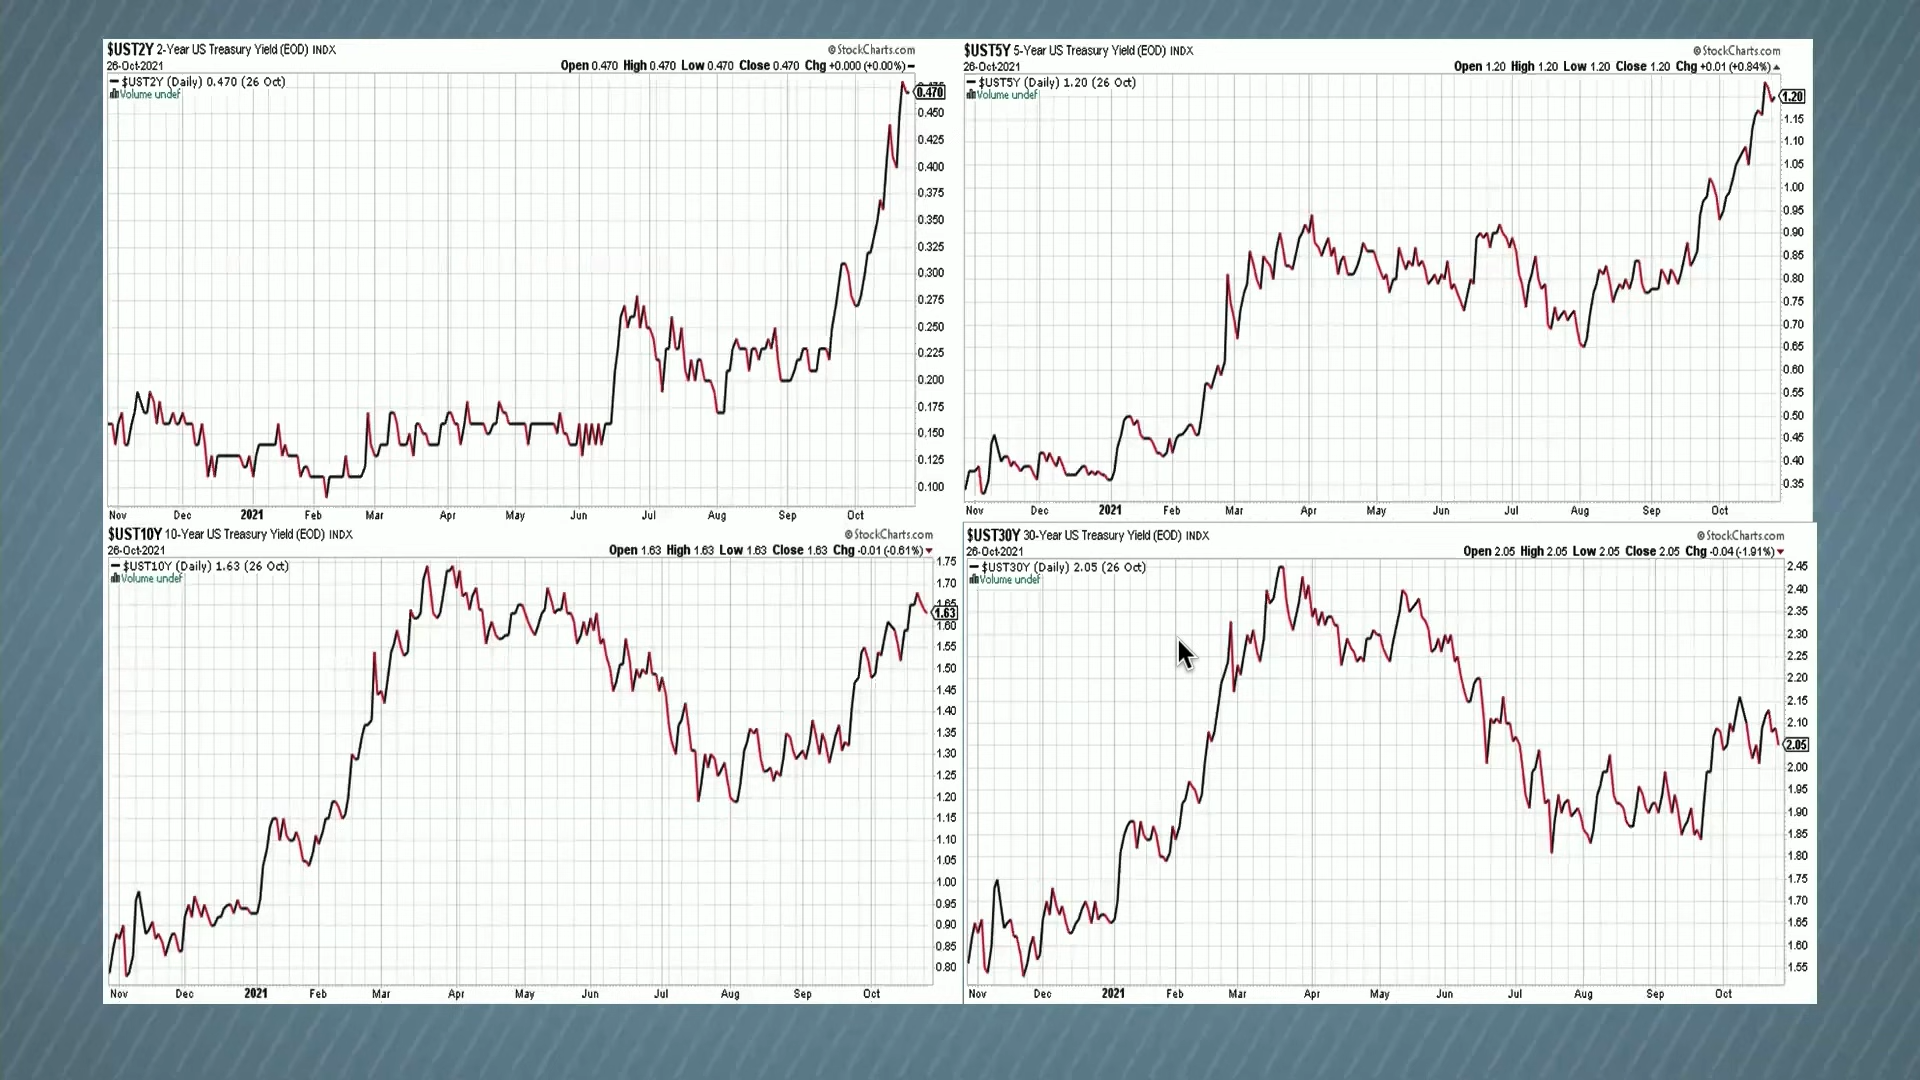 $UST2Y 2-Year US Treasury Yield (EOD) INDX
© StockCharts.com
26-Oct-2021
Open 0.470 High 0.470 Low 0.470 Close 0.470 Chg +0.000 (+0.00%)
$UST2Y (Daily) 0.470 (26 Oct)
Volume undef
0.470
0.450
0.425
0.400
0.375
0.350
0.325
0.300
0.275
0.250
0.225
0.200
0.175
0.150
0.125
0.100
Nov Dec 2021 Feb Mar Apr May Jun Jul Aug Sep Oct
$UST5Y 5-Year US Treasury Yield (EOD) INDX
© StockCharts.com
26-Oct-2021
Open 1.20 High 1.20 Low 1.20 Close 1.20 Chg +0.01 (+0.84%)
$UST5Y (Daily) 1.20 (26 Oct)
Volume undef
1.20
1.15
1.10
1.05
1.00
0.95
0.90
0.85
0.80
0.75
0.70
0.65
0.60
0.55
0.50
0.45
0.40
0.35
Nov Dec 2021 Feb Mar Apr May Jun Jul Aug Sep Oct
$UST10Y 10-Year US Treasury Yield (EOD) INDX
© StockCharts.com
26-Oct-2021
Open 1.63 High 1.63 Low 1.63 Close 1.63 Chg -0.01 (-0.61%)
$UST10Y (Daily) 1.63 (26 Oct)
Volume undef
1.75
1.70
1.65
1.63
1.60
1.55
1.50
1.45
1.40
1.35
1.30
1.25
1.20
1.15
1.10
1.05
1.00
0.95
0.90
0.85
0.80
Nov Dec 2021 Feb Mar Apr May Jun Jul Aug Sep Oct
$UST30Y 30-Year US Treasury Yield (EOD) INDX
© StockCharts.com
26-Oct-2021
Open 2.05 High 2.05 Low 2.05 Close 2.05 Chg -0.04 (-1.91%)
$UST30Y (Daily) 2.05 (26 Oct)
Volume undef
2.45
2.40
2.35
2.30
2.25
2.20
2.15
2.10
2.05
2.00
1.95
1.90
1.85
1.80
1.75
1.70
1.65
1.60
1.55
Nov Dec 2021 Feb Mar Apr May Jun Jul Aug Sep Oct